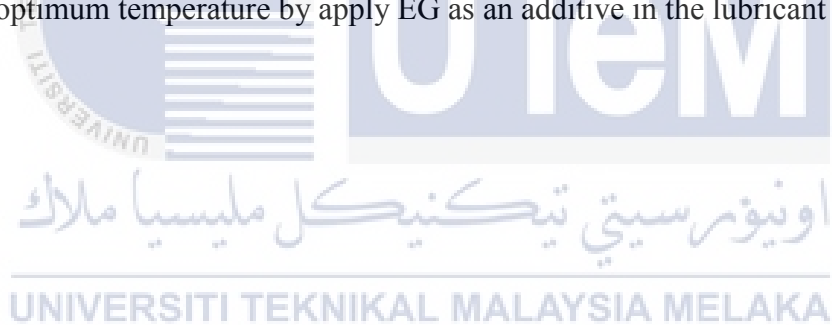 optimum temperature by apply EG as an additive in the lubricant
UTeM
UNIVERSITI
اونيۏرسيتي تيكنيكل مليسيا ملاك
UNIVERSITI TEKNIKAL MALAYSIA MELAKA